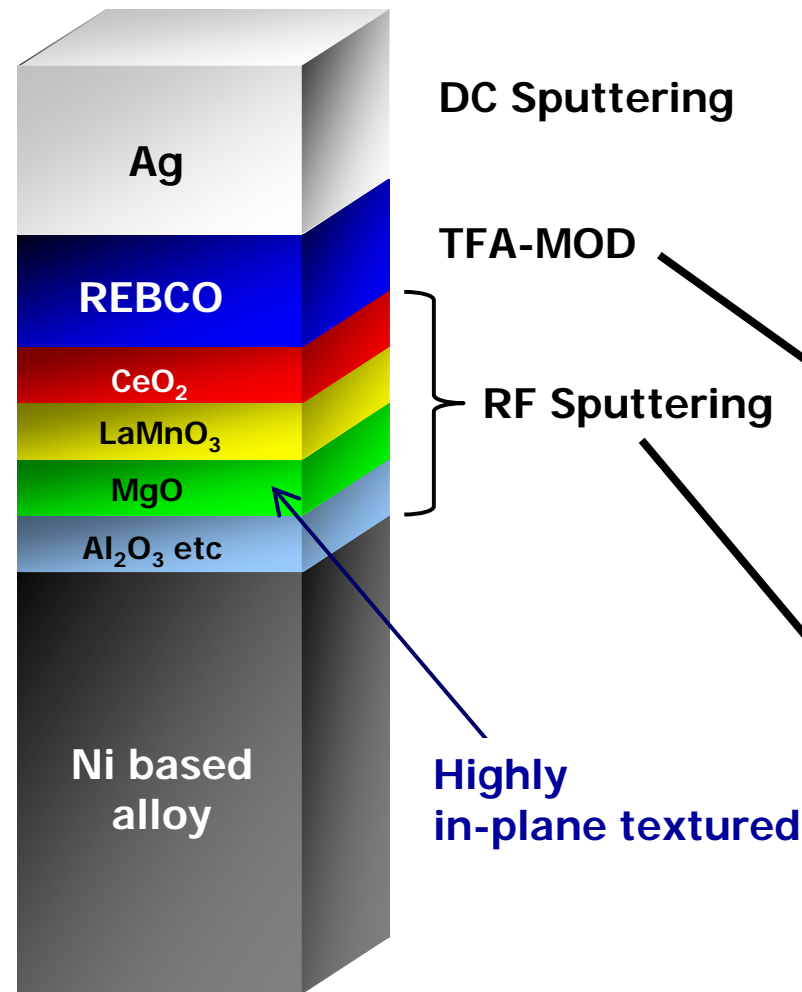 Ag
REBCO
CeO₂
LaMnO₃
MgO
Al₂O₃ etc
Ni based
alloy
DC Sputtering
TFA-MOD
RF Sputtering
Highly
in-plane textured